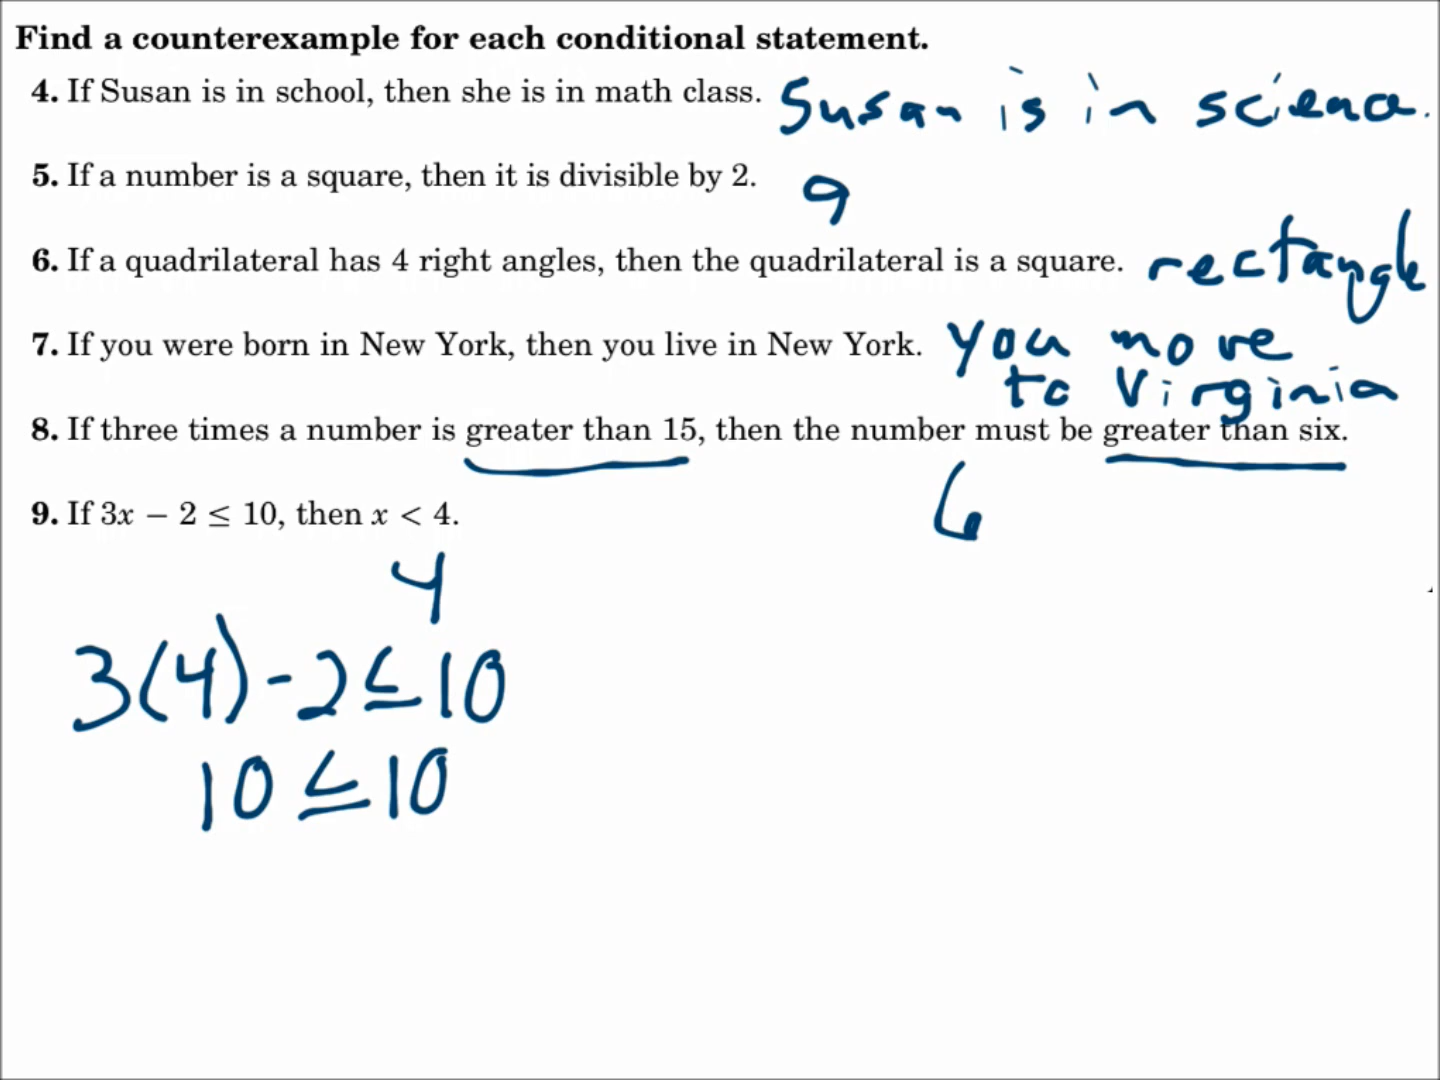 Find a counterexample for each conditional statement.
4. If Susan is in school, then she is in math class. Susan is in science.
5. If a number is a square, then it is divisible by 2. 9
6. If a quadrilateral has 4 right angles, then the quadrilateral is a square. rectangle
7. If you were born in New York, then you live in New York. you move
to Virginia
8. If three times a number is greater than 15, then the number must be greater than six.
6
9. If 3x − 2 ≤ 10, then x < 4.
4
3(4) - 2 ≤ 10
10 ≤ 10